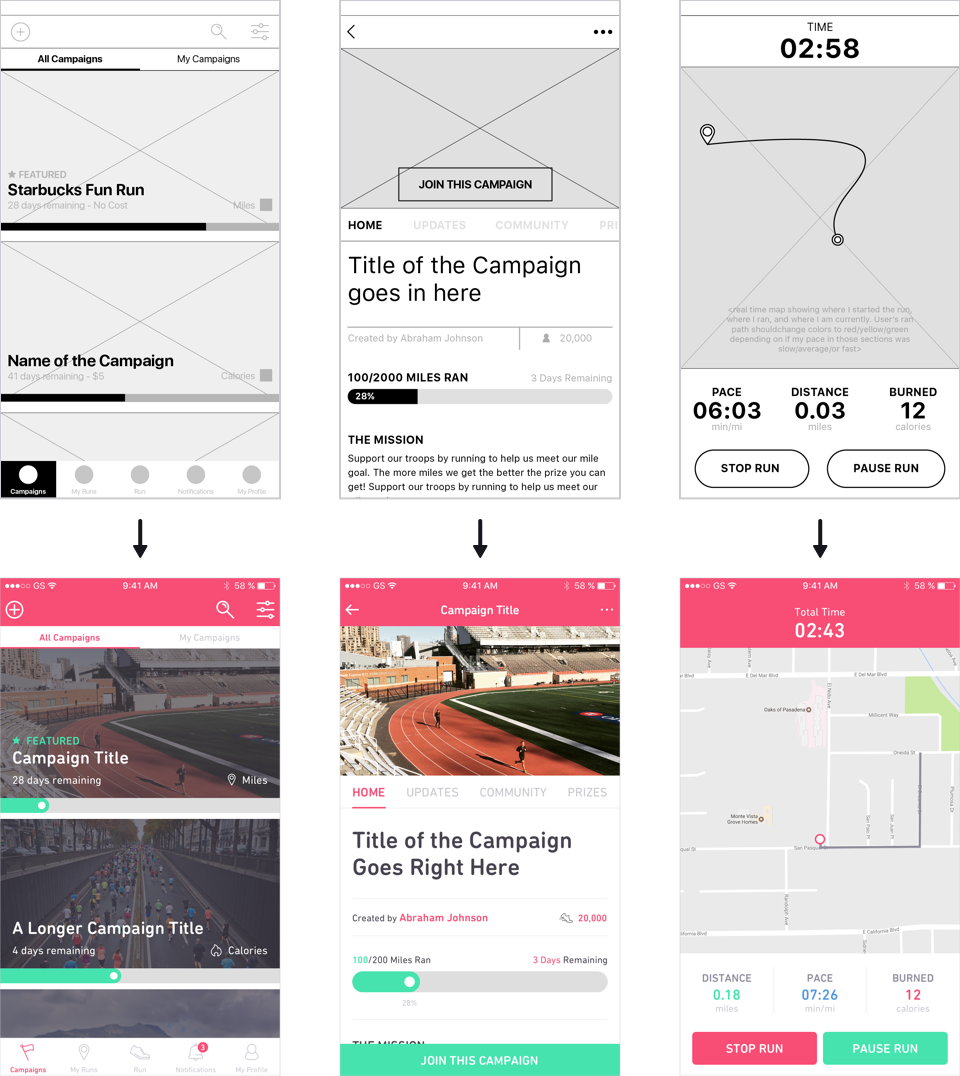 All Campaigns
My Campaigns
FEATURED
Starbucks Fun Run
28 days remaining - No Cost
Miles
Name of the Campaign
41 days remaining - $5
Calories
Campaigns
My Runs
Run
Notifications
My Profile
JOIN THIS CAMPAIGN
HOME
UPDATES
COMMUNITY
PRI
Title of the Campaign
goes in here
Created by Abraham Johnson
20,000
100/2000 MILES RAN
3 Days Remaining
28%
THE MISSION
Support our troops by running to help us meet our mile
goal. The more miles we get the better the prize you can
get! Support our troops by running to help us meet our
TIME
02:58
<real time map showing where I started the run,
where I ran, and where I am currently. User's ran
path shouldchange colors to red/yellow/green
depending on if my pace in those sections was
slow/average/or fast>
PACE
06:03
min/mi
DISTANCE
0.03
miles
BURNED
12
calories
STOP RUN
PAUSE RUN
GS
9:41 AM
58 %
All Campaigns
My Campaigns
FEATURED
Campaign Title
28 days remaining
Miles
A Longer Campaign Title
4 days remaining
Calories
3
Campaigns
My Runs
Run
Notifications
My Profile
GS
9:41 AM
58 %
Campaign Title
HOME
UPDATES
COMMUNITY
PRIZES
Title of the Campaign
Goes Right Here
Created by Abraham Johnson
20,000
100/200 Miles Ran
3 Days Remaining
28%
THE MISSION
JOIN THIS CAMPAIGN
GS
9:41 AM
58 %
Total Time
02:43
E Del Mar Blvd
E Del Mar Blvd
El Nido Ave
Oaks of Pasadena
Millicent Way
Oneida St
Monte Vista
Grove Homes
San Palo Pl
San Juan Pl
Plumosa Dr
San Pasqual
Randolph Ave
E California Blvd
DISTANCE
0.18
miles
PACE
07:26
min/mi
BURNED
12
calories
STOP RUN
PAUSE RUN